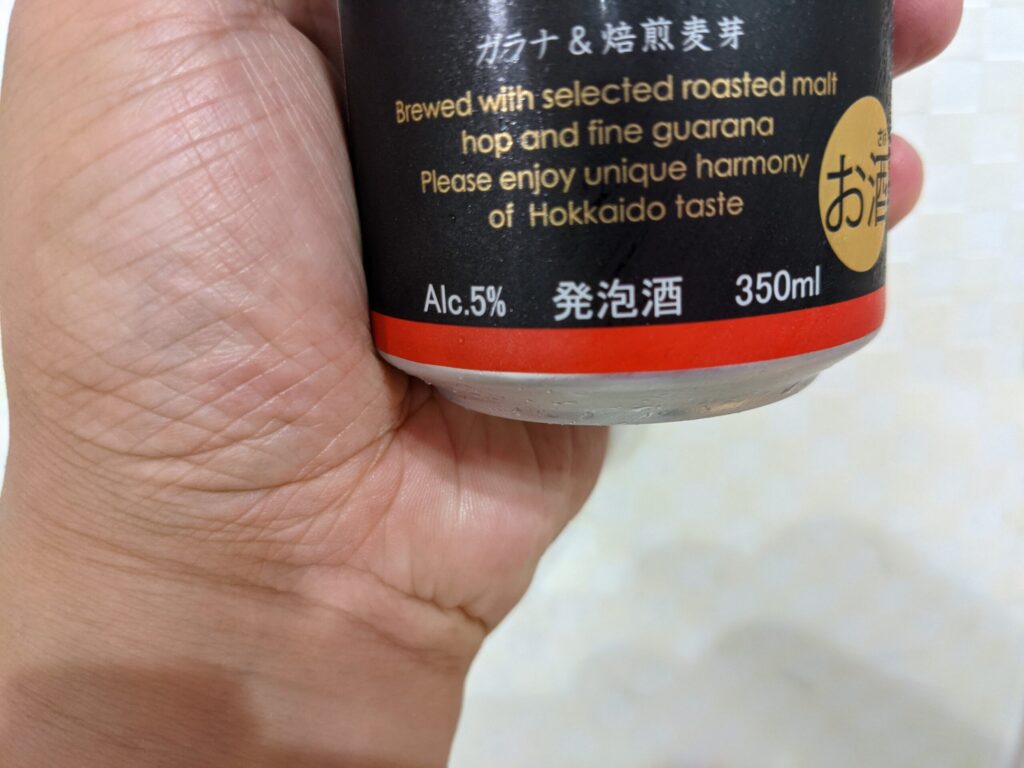 ガラナ&焙煎麦芽
Brewed with selected roasted malt
hop and fine guarana
Please enjoy unique harmony
of Hokkaido taste
お酒
Alc.5% 発泡酒 350ml